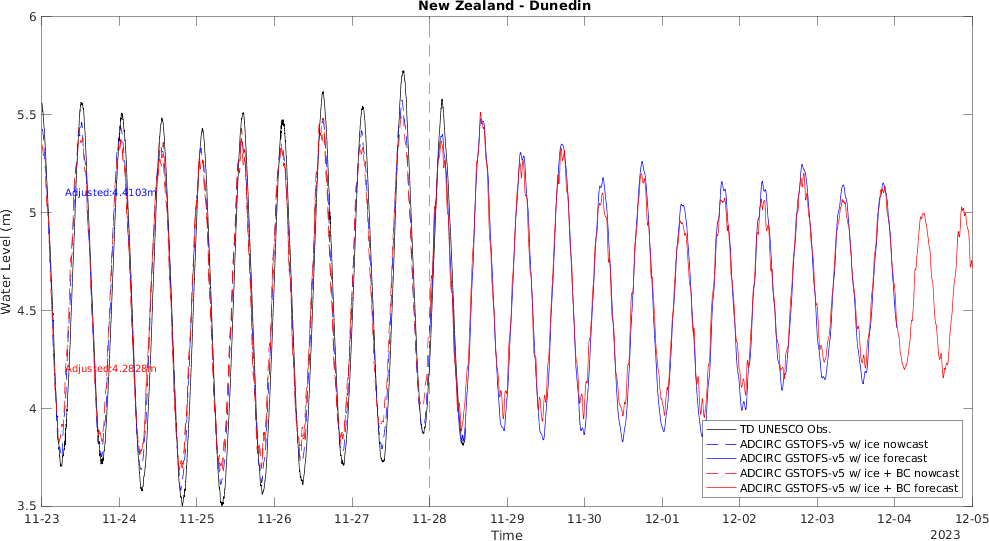 New Zealand - Dunedin
Water Level (m)
6
5.5
5
4.5
4
3.5
Adjusted:4.4103m
Adjusted:4.2828m
TD UNESCO Obs.
ADCIRC GSTOFS-v5 w/ ice nowcast
ADCIRC GSTOFS-v5 w/ ice forecast
ADCIRC GSTOFS-v5 w/ ice + BC nowcast
ADCIRC GSTOFS-v5 w/ ice + BC forecast
11-23 11-24 11-25 11-26 11-27 11-28 11-29 11-30 12-01 12-02 12-03 12-04 12-05
Time
2023